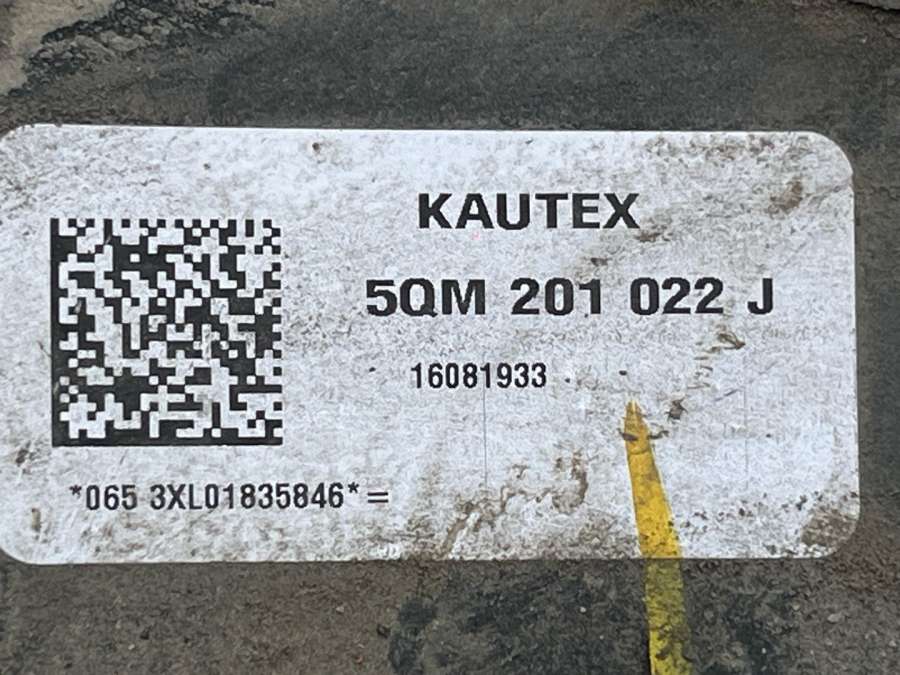 KAUTEX
5QM 201 022 J
16081933
*065 3XL01835846*=